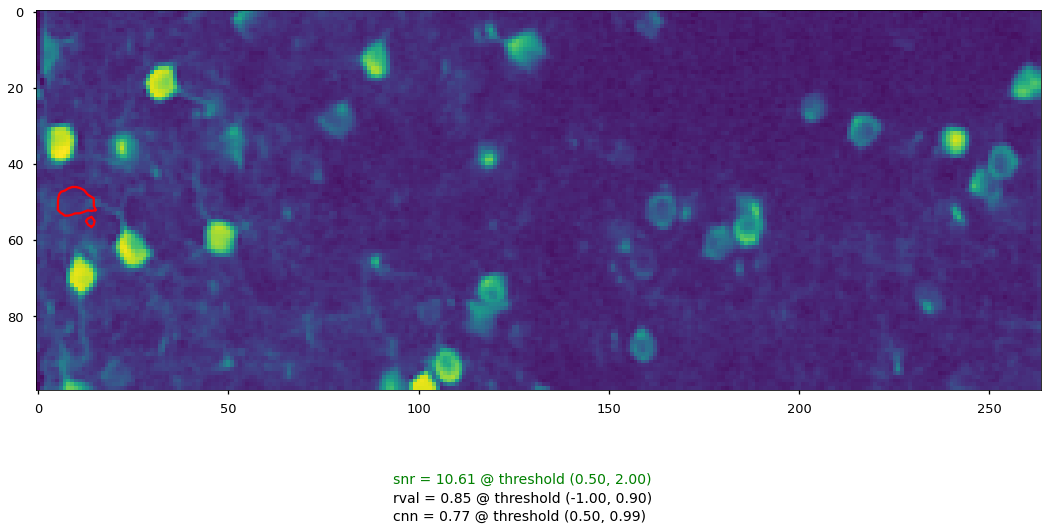 0
20
40
60
80
0 50 100 150 200 250
snr = 10.61 @ threshold (0.50, 2.00)
rval = 0.85 @ threshold (-1.00, 0.90)
cnn = 0.77 @ threshold (0.50, 0.99)